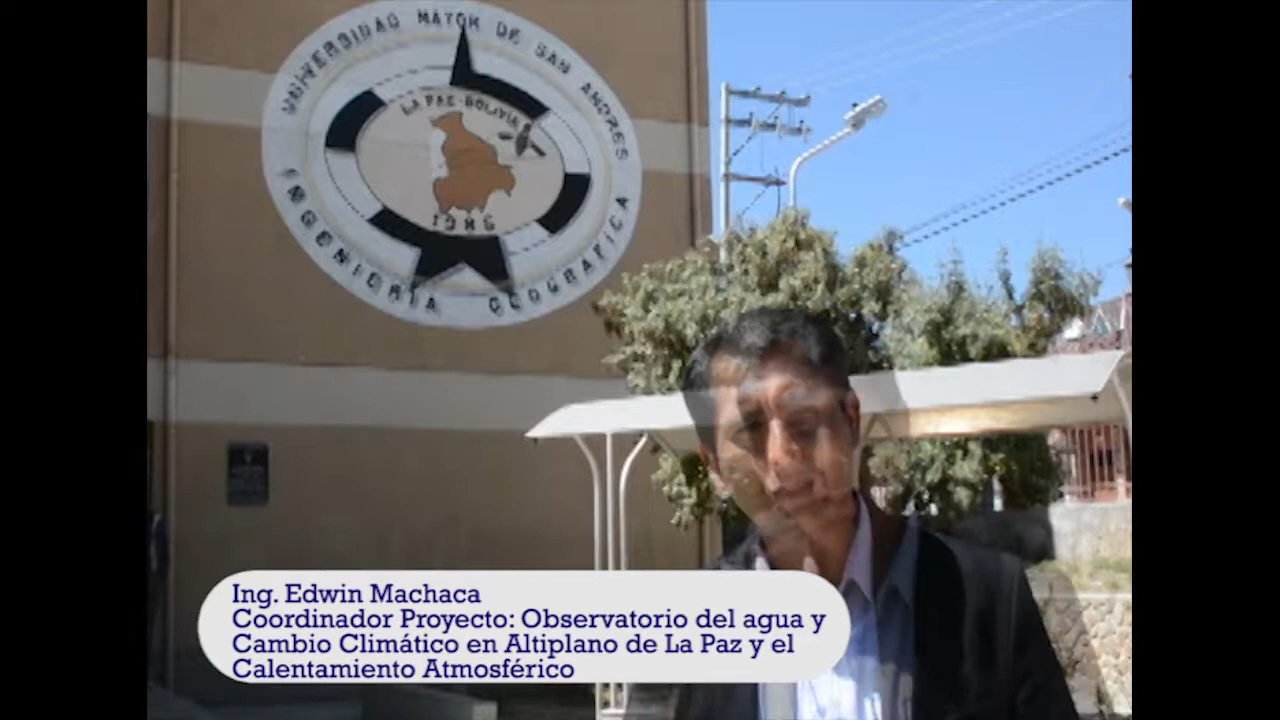 UNIVERSIDAD MAYOR DE SAN ANDRES
LA PAZ-BOLIVIA
INGENIERIA GEOGRAFICA
Ing. Edwin Machaca
Coordinador Proyecto: Observatorio del agua y
Cambio Climático en Altiplano de La Paz y el
Calentamiento Atmosférico